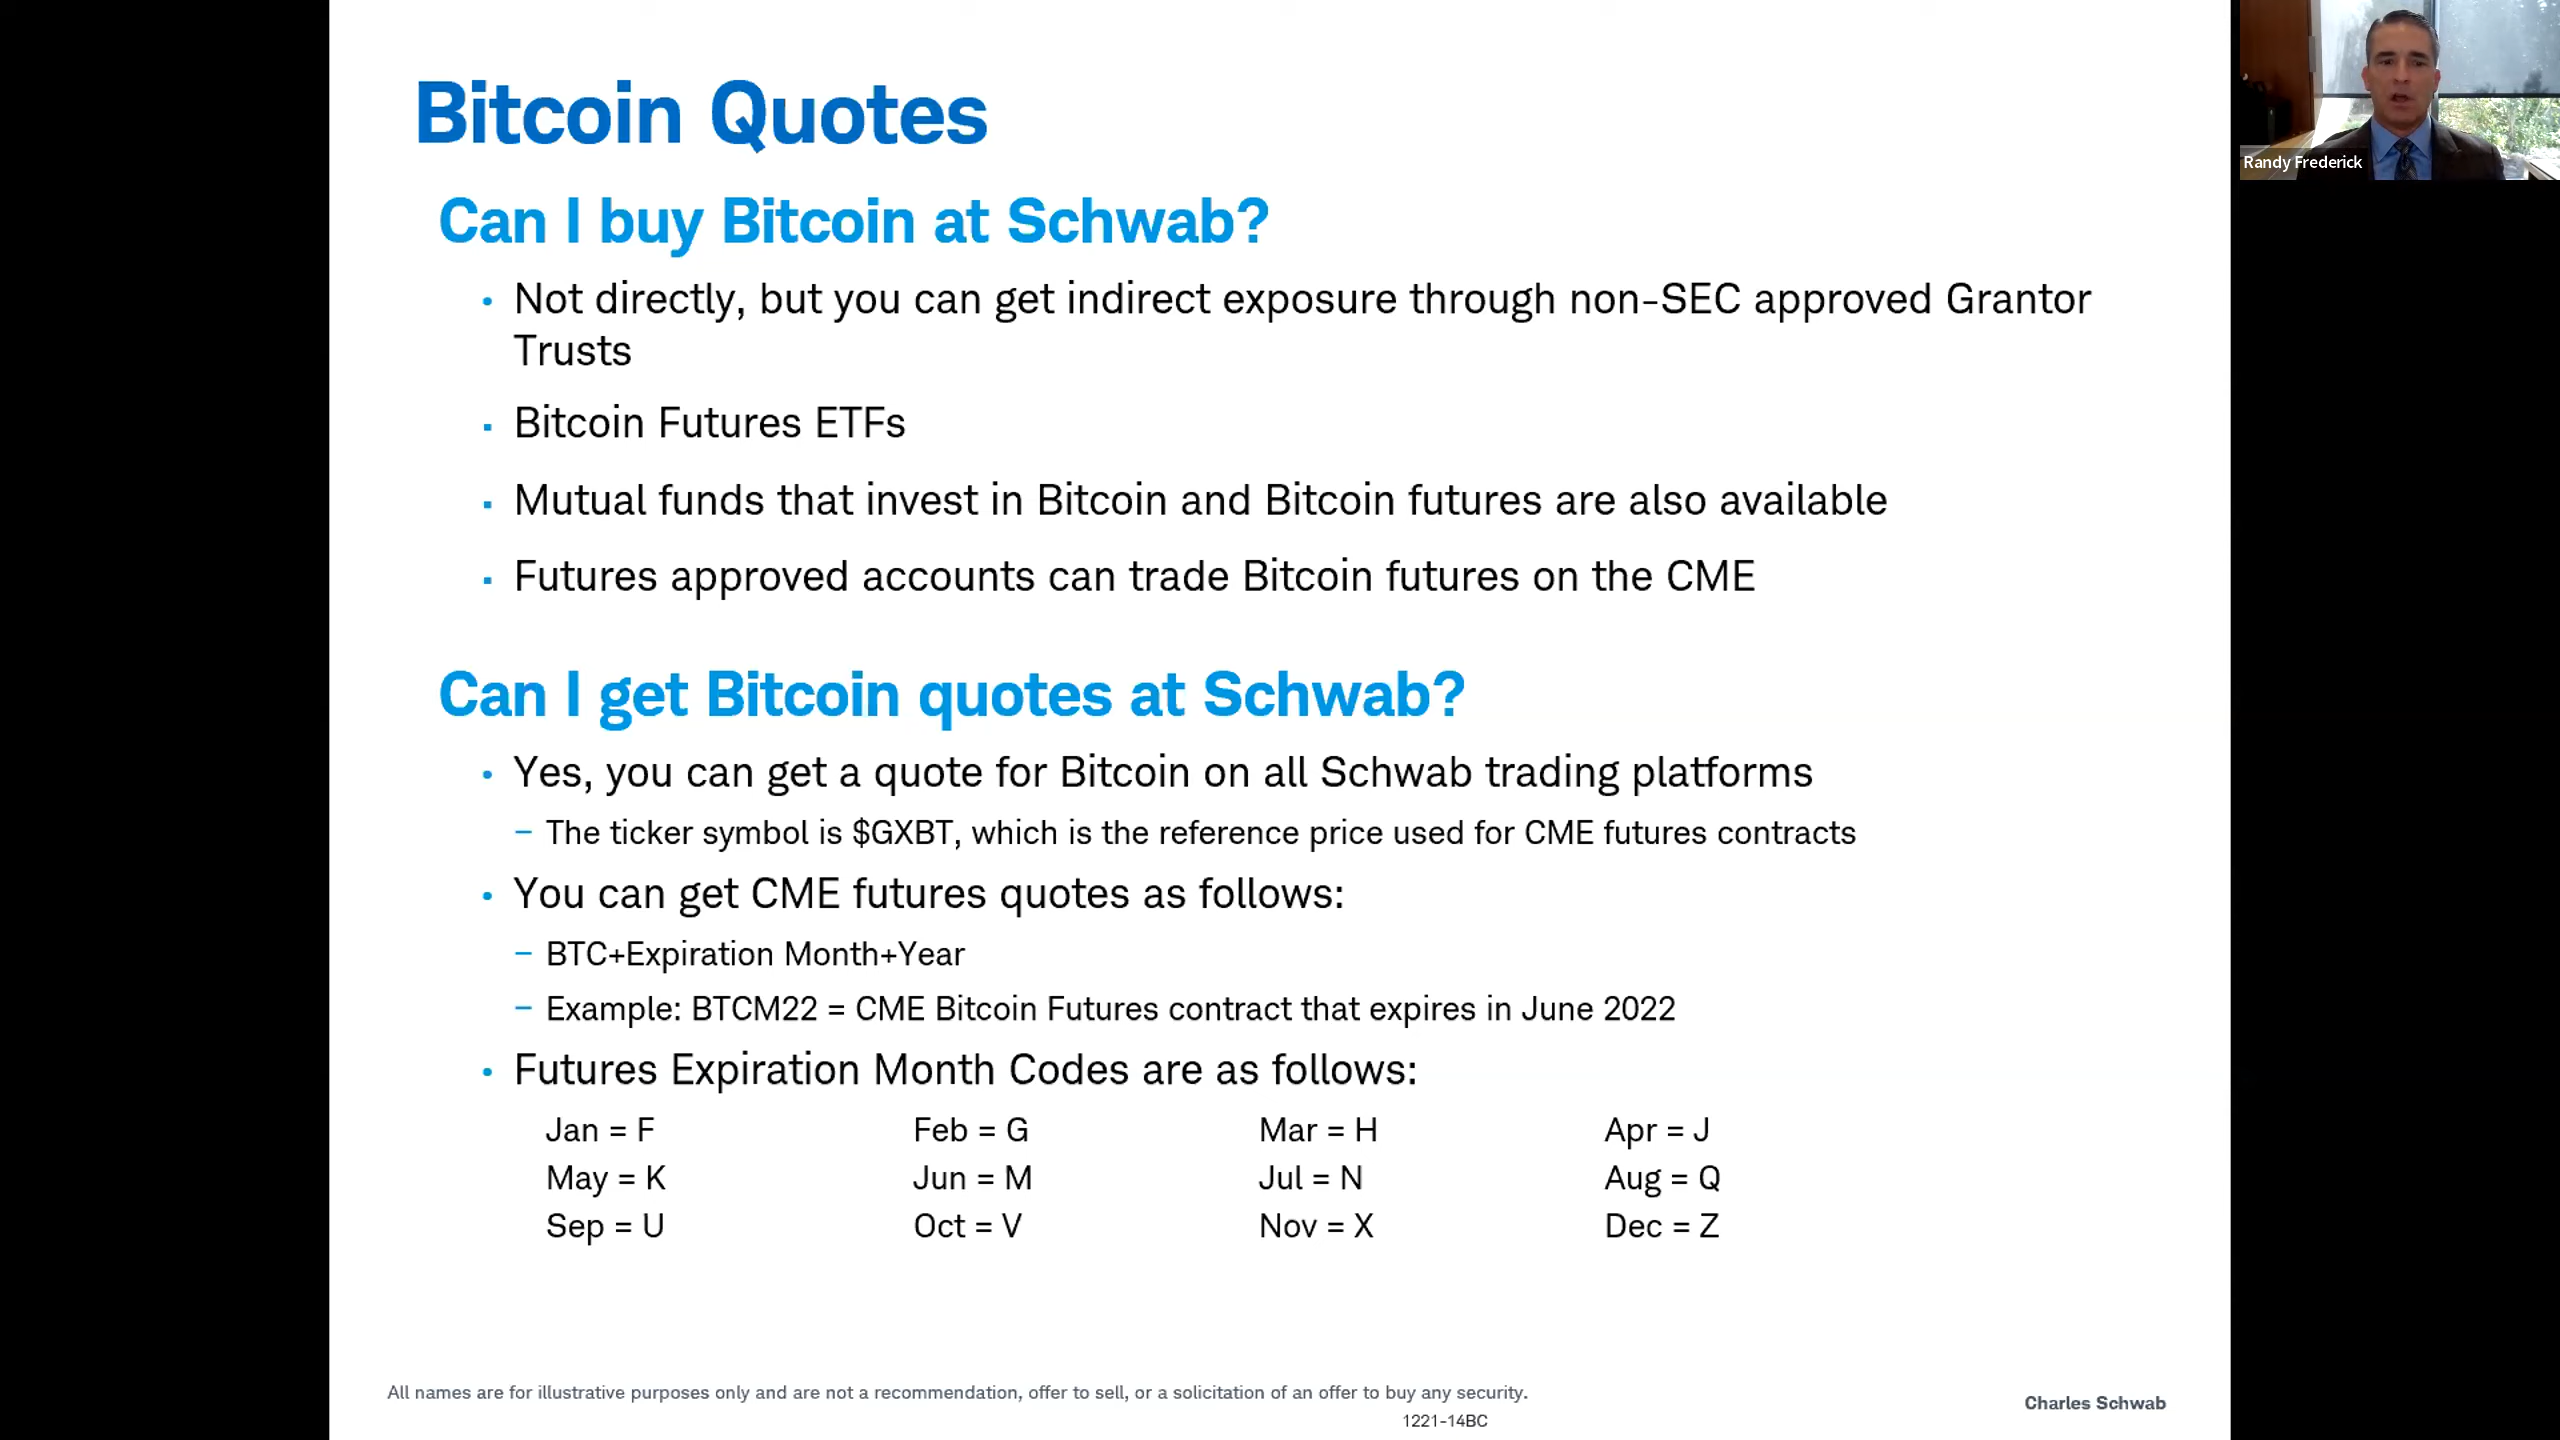 Bitcoin Quotes
Can I buy Bitcoin at Schwab?
• Not directly, but you can get indirect exposure through non-SEC approved Grantor
Trusts
▪ Bitcoin Futures ETFs
▪ Mutual funds that invest in Bitcoin and Bitcoin futures are also available
▪ Futures approved accounts can trade Bitcoin futures on the CME
Can I get Bitcoin quotes at Schwab?
• Yes, you can get a quote for Bitcoin on all Schwab trading platforms
– The ticker symbol is $GXBT, which is the reference price used for CME futures contracts
• You can get CME futures quotes as follows:
– BTC+Expiration Month+Year
– Example: BTCM22 = CME Bitcoin Futures contract that expires in June 2022
• Futures Expiration Month Codes are as follows:
Jan = F Feb = G Mar = H Apr = J
May = K Jun = M Jul = N Aug = Q
Sep = U Oct = V Nov = X Dec = Z
All names are for illustrative purposes only and are not a recommendation, offer to sell, or a solicitation of an offer to buy any security.
1221-14BC
Charles Schwab
Randy Frederick